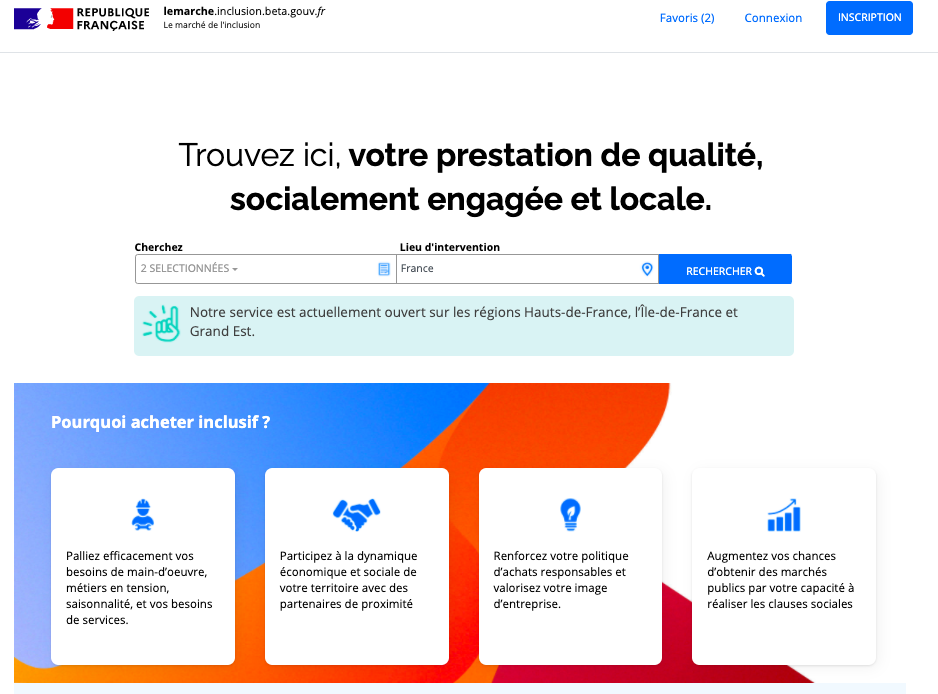 RÉPUBLIQUE
FRANÇAISE
lemarche.inclusion.beta.gouv.fr
Le marché de l'inclusion
Favoris (2)
Connexion
INSCRIPTION
Trouvez ici, votre prestation de qualité,
socialement engagée et locale.
Cherchez
Lieu d'intervention
2 SELECTIONNÉES
France
RECHERCHER
Notre service est actuellement ouvert sur les régions Hauts-de-France, l'Île-de-France et
Grand Est.
Pourquoi acheter inclusif ?
Palliez efficacement vos
besoins de main-d'oeuvre,
métiers en tension,
saisonnalité, et vos besoins
de services.
Participez à la dynamique
économique et sociale de
votre territoire avec des
partenaires de proximité
Renforcez votre politique
d'achats responsables et
valorisez votre image
d'entreprise.
Augmentez vos chances
d'obtenir des marchés
publics par votre capacité à
réaliser les clauses sociales